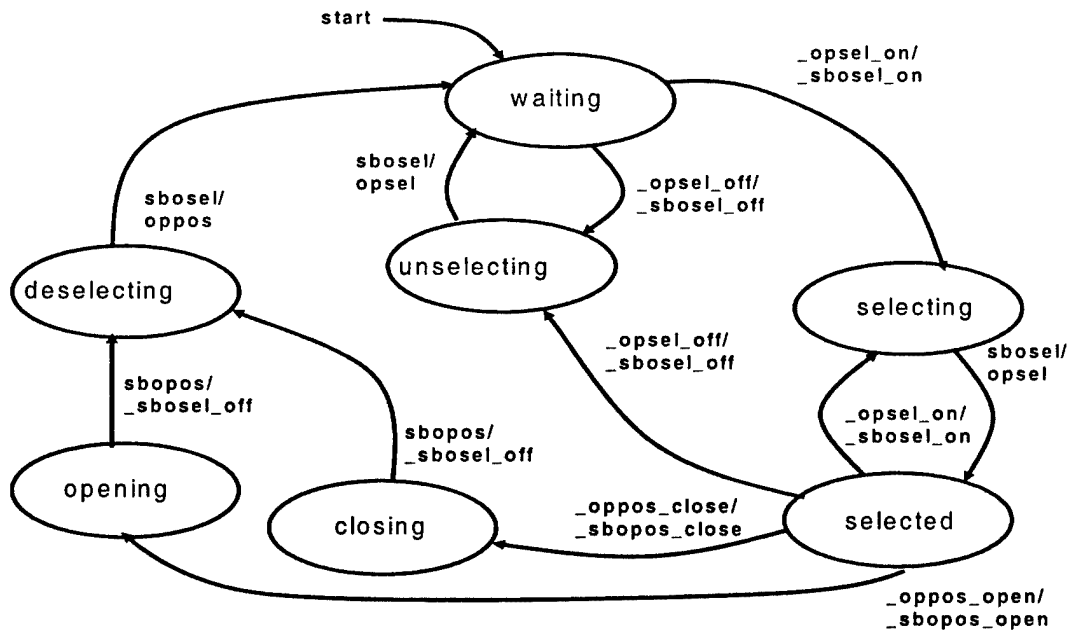 start
_opsel_on/
_sbosel_on
waiting
sbosel/
opsel
_opsel_off/
_sbosel_off
sbosel/
oppos
unselecting
deselecting
selecting
_opsel_off/
_sbosel_off
sbosel/
opsel
sbopos/
_sbosel_off
_opsel_on/
_sbosel_on
sbopos/
_sbosel_off
opening
closing
_oppos_close/
_sbopos_close
selected
_oppos_open/
_sbopos_open